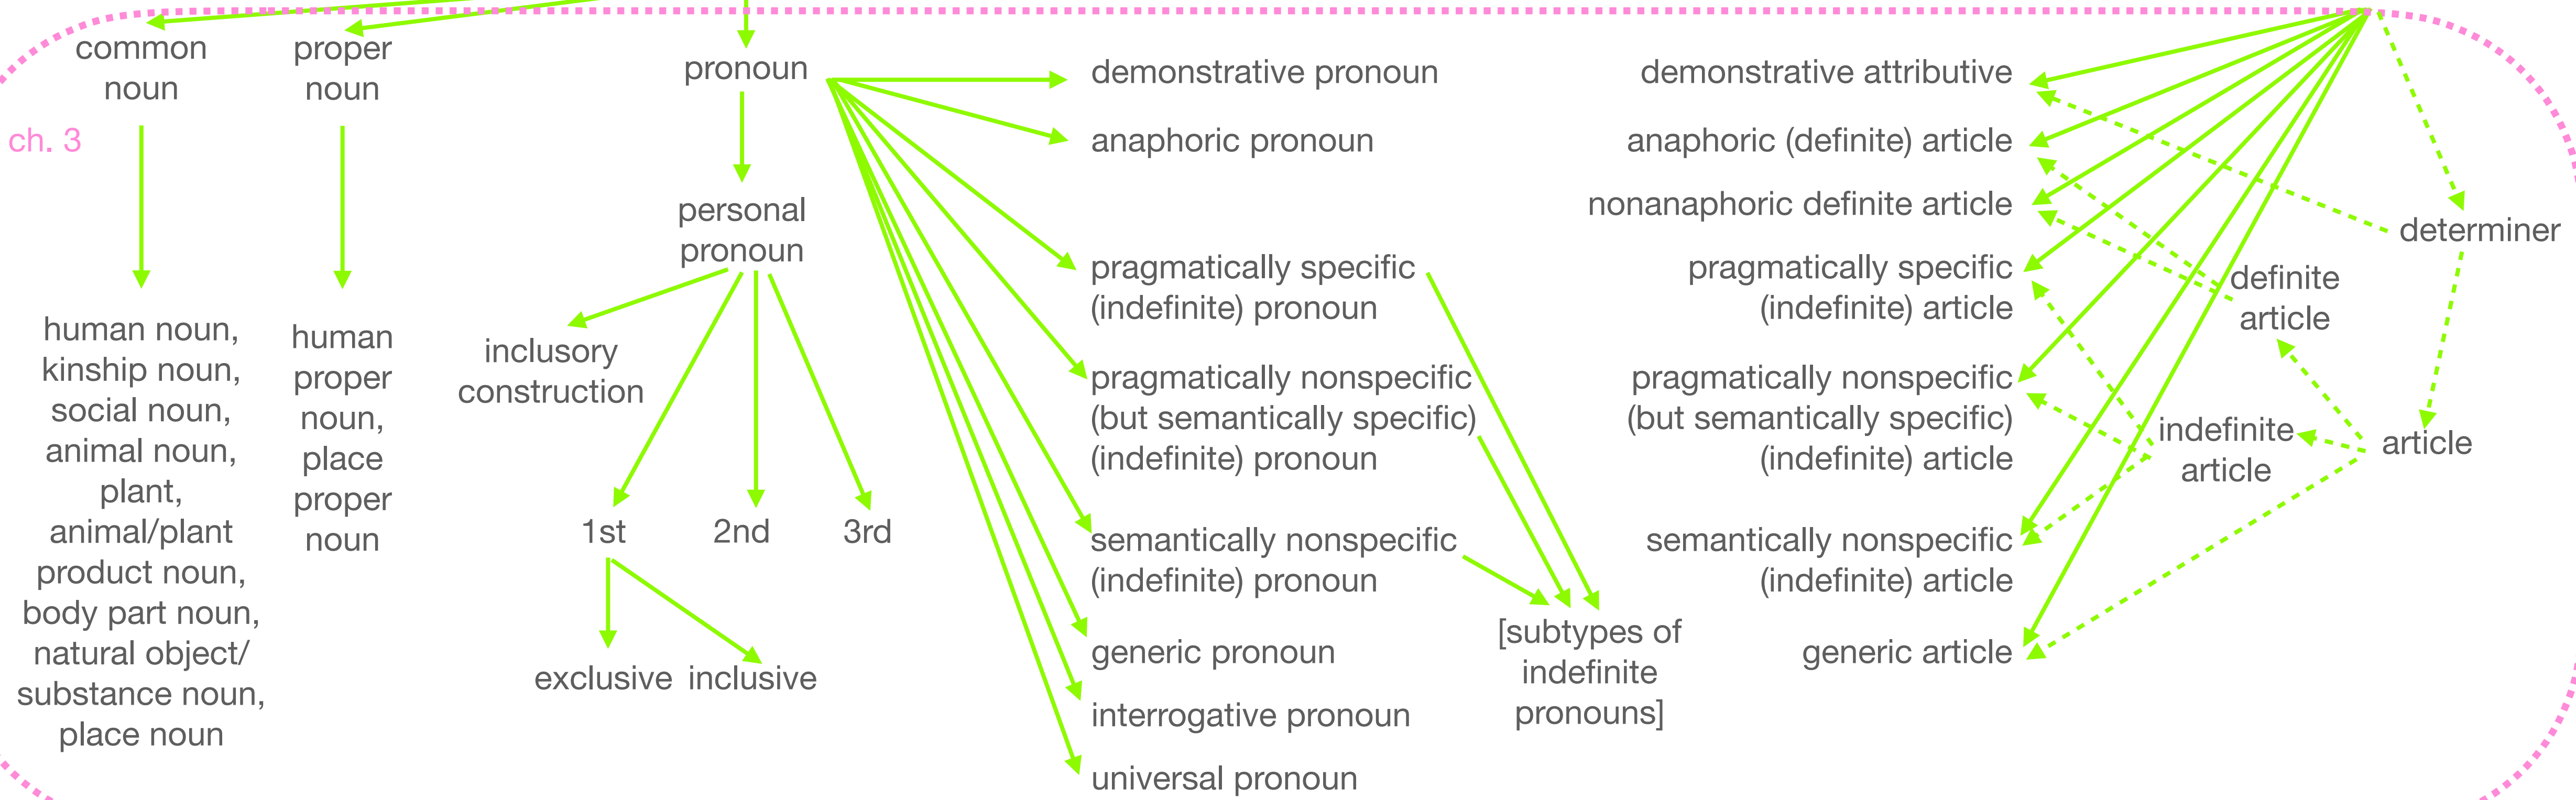 common
noun
proper
noun
ch. 3
human noun,
kinship noun,
social noun,
animal noun,
plant,
animal/plant
product noun,
body part noun,
natural object/
substance noun,
place noun
human
proper
noun,
place
proper
noun
pronoun
personal
pronoun
inclusory
construction
1st
2nd
3rd
exclusive
inclusive
demonstrative pronoun
anaphoric pronoun
pragmatically specific
(indefinite) pronoun
pragmatically nonspecific
(but semantically specific)
(indefinite) pronoun
semantically nonspecific
(indefinite) pronoun
generic pronoun
interrogative pronoun
universal pronoun
[subtypes of
indefinite
pronouns]
demonstrative attributive
anaphoric (definite) article
nonanaphoric definite article
pragmatically specific
(indefinite) article
pragmatically nonspecific
(but semantically specific)
(indefinite) article
semantically nonspecific
(indefinite) article
generic article
determiner
definite
article
indefinite
article
article